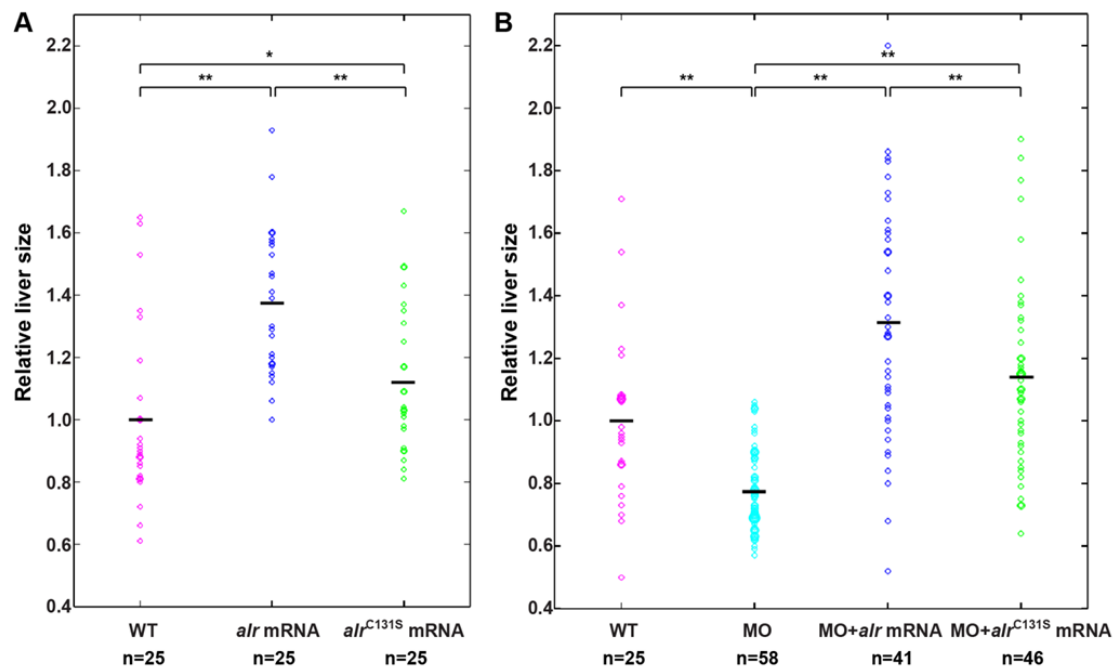 A
Relative liver size
2.2
2.0
1.8
1.6
1.4
1.2
1.0
0.8
0.6
0.4
*
** **
WT alr mRNA alrC131S mRNA
n=25 n=25 n=25
B
Relative liver size
2.2
2.0
1.8
1.6
1.4
1.2
1.0
0.8
0.6
0.4
**
** ** **
WT MO MO+alr mRNA MO+alrC131S mRNA
n=25 n=58 n=41 n=46